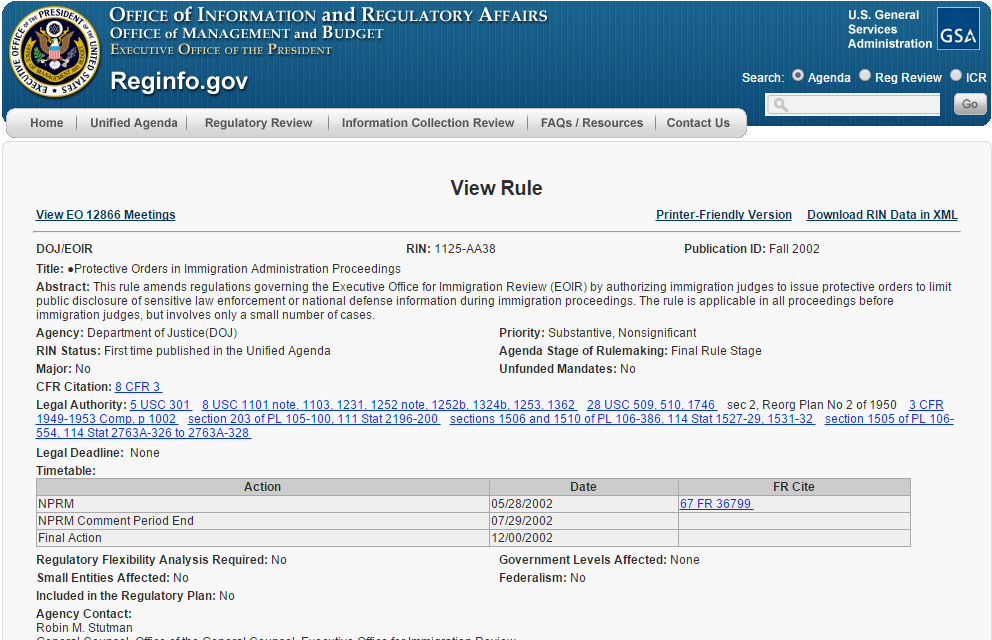 EXECUTIVE OFFICE OF THE PRESIDENT OF THE UNITED STATES
OFFICE OF MANAGEMENT AND BUDGET
OFFICE OF INFORMATION AND REGULATORY AFFAIRS
OFFICE OF MANAGEMENT AND BUDGET
EXECUTIVE OFFICE OF THE PRESIDENT
Reginfo.gov
U.S. General
Services
Administration
GSA
Search: Agenda Reg Review ICR
Go
Home Unified Agenda Regulatory Review Information Collection Review FAQs / Resources Contact Us
View Rule
View EO 12866 Meetings Printer-Friendly Version Download RIN Data in XML
DOJ/EOIR RIN: 1125-AA38 Publication ID: Fall 2002
Title: ●Protective Orders in Immigration Administration Proceedings
Abstract: This rule amends regulations governing the Executive Office for Immigration Review (EOIR) by authorizing immigration judges to issue protective orders to limit
public disclosure of sensitive law enforcement or national defense information during immigration proceedings. The rule is applicable in all proceedings before
immigration judges, but involves only a small number of cases.
Agency: Department of Justice(DOJ) Priority: Substantive, Nonsignificant
RIN Status: First time published in the Unified Agenda Agenda Stage of Rulemaking: Final Rule Stage
Major: No Unfunded Mandates: No
CFR Citation: 8 CFR 3
Legal Authority: 5 USC 301 8 USC 1101 note, 1103, 1231, 1252 note, 1252b, 1324b, 1253, 1362 28 USC 509, 510, 1746 sec 2, Reorg Plan No 2 of 1950 3 CFR
1949-1953 Comp, p 1002 section 203 of PL 105-100, 111 Stat 2196-200 sections 1506 and 1510 of PL 106-386, 114 Stat 1527-29, 1531-32 section 1505 of PL 106-
554, 114 Stat 2763A-326 to 2763A-328
Legal Deadline: None
Timetable:
Action Date FR Cite
NPRM 05/28/2002 67 FR 36799
NPRM Comment Period End 07/29/2002
Final Action 12/00/2002
Regulatory Flexibility Analysis Required: No Government Levels Affected: None
Small Entities Affected: No Federalism: No
Included in the Regulatory Plan: No
Agency Contact:
Robin M. Stutman
General Counsel, Office of the General Counsel, Executive Office for Immigration Review